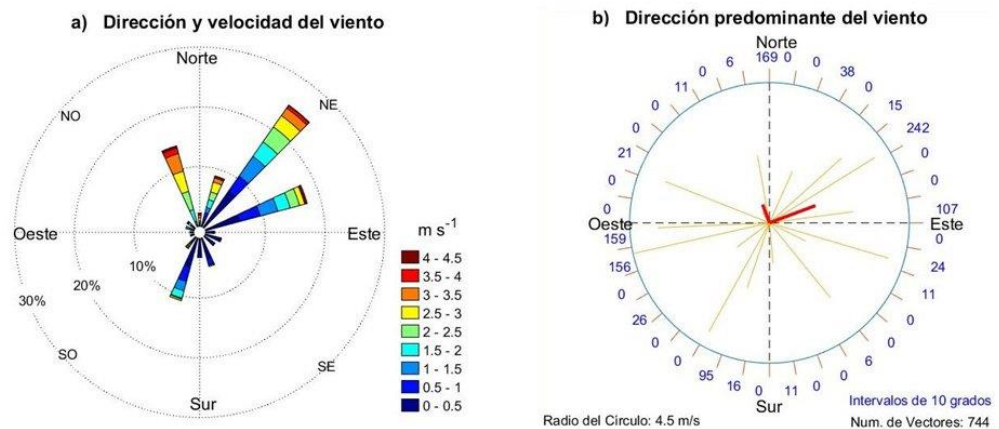 a) Dirección y velocidad del viento
Norte
NO
NE
Oeste
Este
10%
20%
30%
SO
SE
Sur
m s-1
4 - 4.5
3.5 - 4
3 - 3.5
2.5 - 3
2 - 2.5
1.5 - 2
1 - 1.5
0.5 - 1
0 - 0.5
b) Dirección predominante del viento
Norte
169
0
0
38
0
15
242
0
0
107
Este
0
24
11
0
0
6
0
0
11
0
Sur
16
95
0
0
26
0
156
159
Oeste
0
0
21
0
0
11
0
6
Intervalos de 10 grados
Radio del Circulo: 4.5 m/s
Num. de Vectores: 744